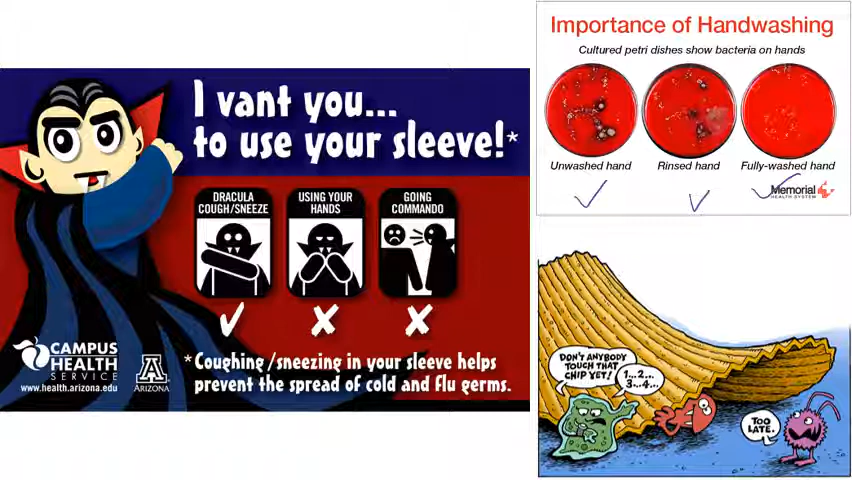 I vant you...
to use your sleeve!*
DRACULA
COUGH/SNEEZE
USING YOUR
HANDS
GOING
COMMANDO
*Coughing/sneezing in your sleeve helps
prevent the spread of cold and flu germs.
CAMPUS
HEALTH
SERVICE
www.health.arizona.edu
A
ARIZONA
Importance of Handwashing
Cultured petri dishes show bacteria on hands
Unwashed hand
Rinsed hand
Fully-washed hand
Memorial
HEALTH SYSTEM
DON'T ANYBODY
TOUCH THAT
CHIP YET!
1...2...
3...4...
TOO
LATE.